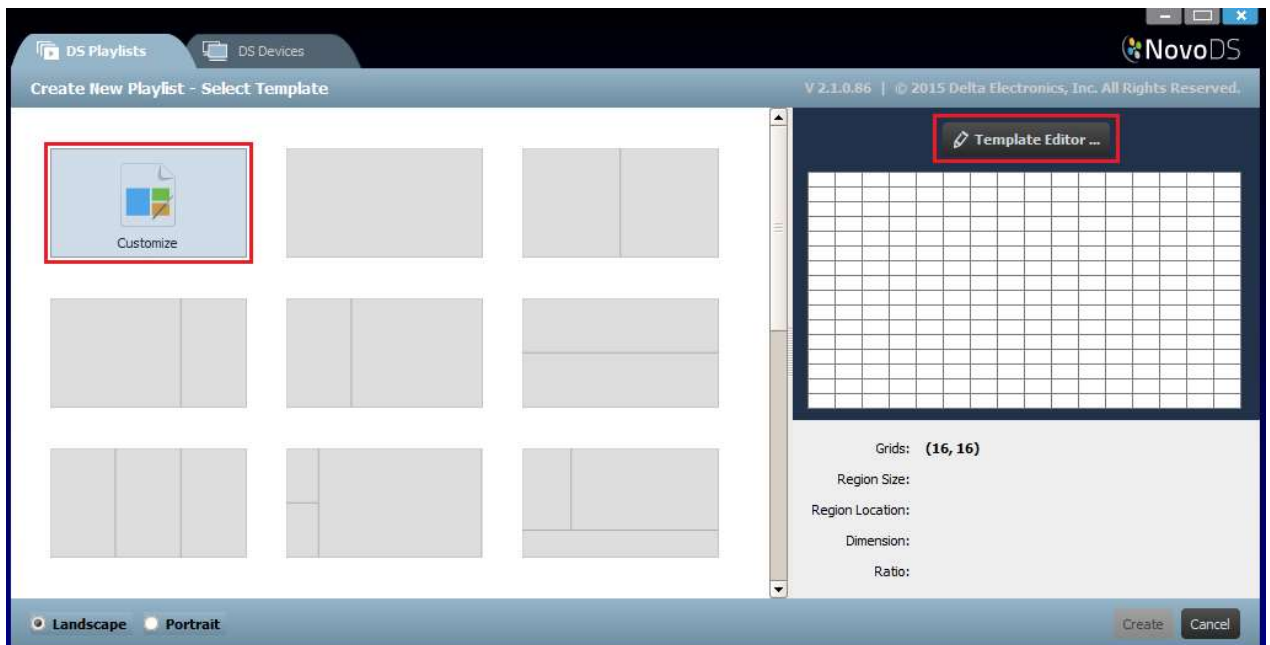 DS Playlists
DS Devices
NovoDS
Create New Playlist - Select Template
V 2.1.0.86 | © 2015 Delta Electronics, Inc. All Rights Reserved.
Customize
Template Editor ...
Grids: (16, 16)
Region Size:
Region Location:
Dimension:
Ratio:
Landscape
Portrait
Create
Cancel